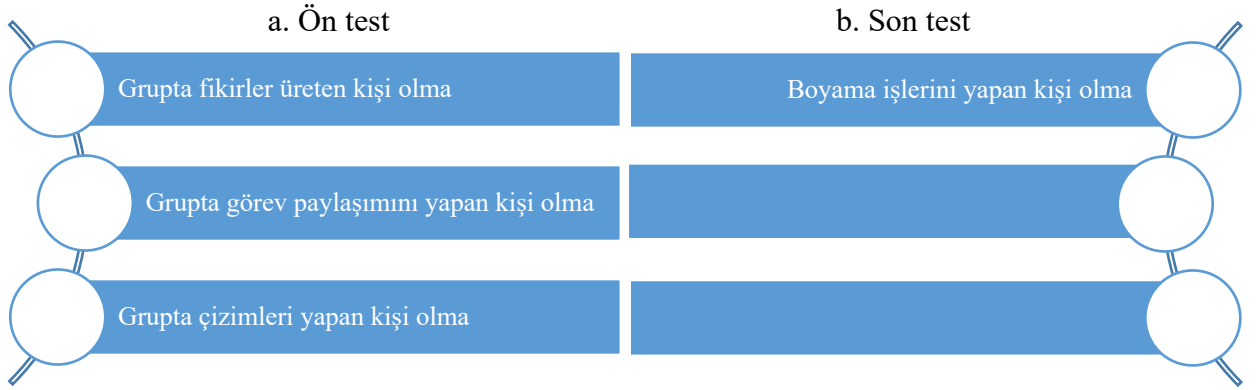 a. Ön test
b. Son test
Grupta fikirler üreten kişi olma
Boyama işlerini yapan kişi olma
Grupta görev paylaşımını yapan kişi olma
Grupta çizimleri yapan kişi olma